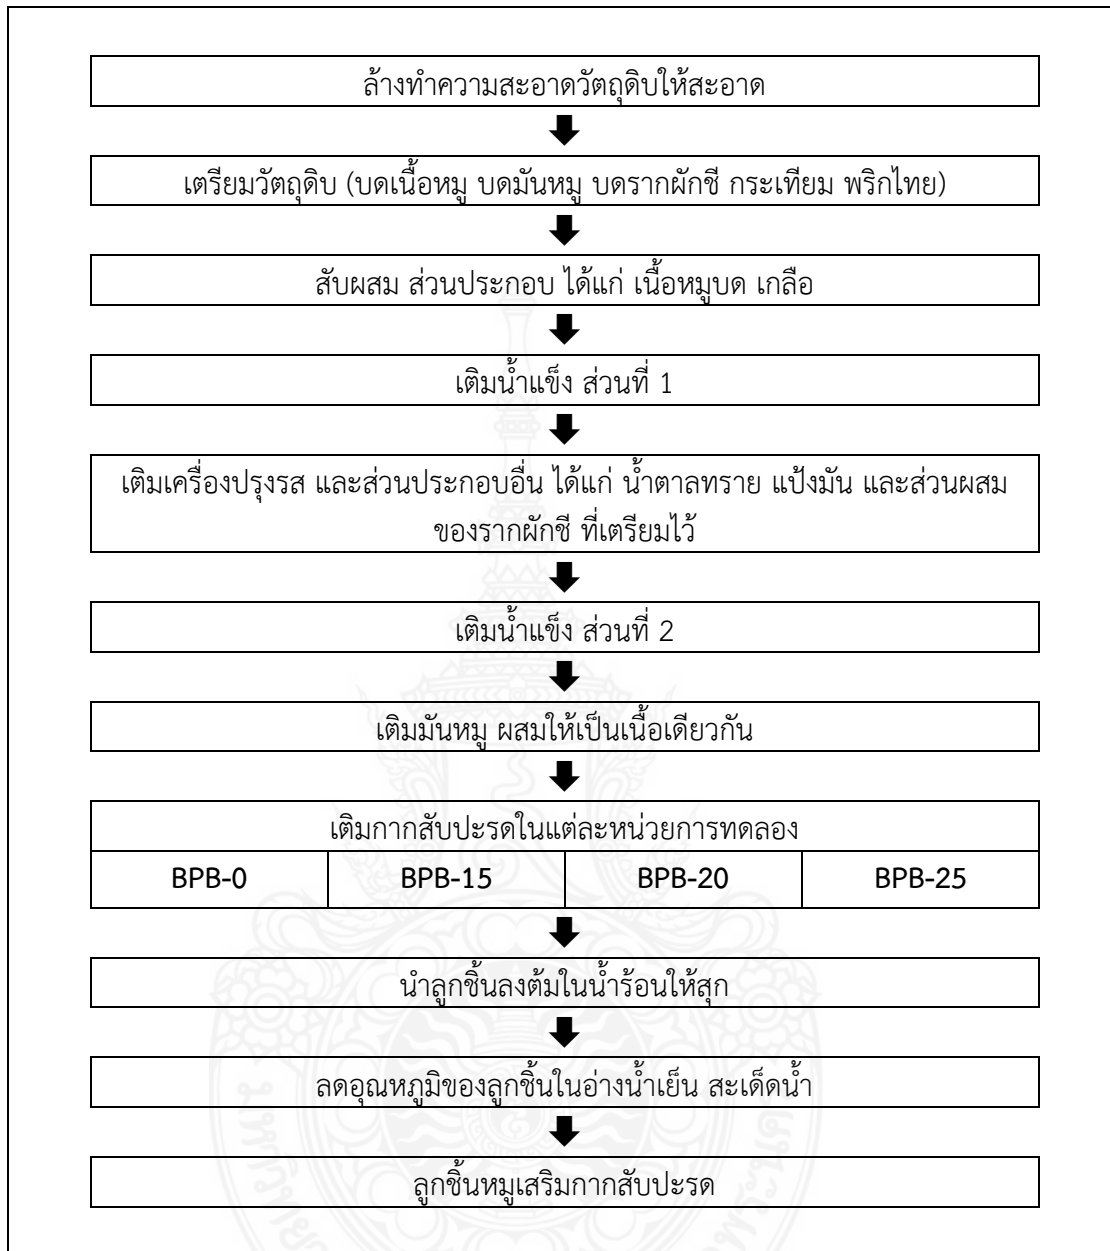 ล้างทำความสะอาดวัตถุดิบให้สะอาด
เตรียมวัตถุดิบ (บดเนื้อหมู บดมันหมู บดรากผักชี กระเทียม พริกไทย)
สับผสม ส่วนประกอบ ได้แก่ เนื้อหมูบด เกลือ
เติมน้ำแข็ง ส่วนที่ 1
เติมเครื่องปรุงรส และส่วนประกอบอื่น ได้แก่ น้ำตาลทราย แป้งมัน และส่วนผสม
ของรากผักชี ที่เตรียมไว้
เติมน้ำแข็ง ส่วนที่ 2
เติมมันหมู ผสมให้เป็นเนื้อเดียวกัน
เติมกากสับปะรดในแต่ละหน่วยการทดลอง
BPB-0 BPB-15 BPB-20 BPB-25
นำลูกชิ้นลงต้มในน้ำร้อนให้สุก
ลดอุณหภูมิของลูกชิ้นในอ่างน้ำเย็น สะเด็ดน้ำ
ลูกชิ้นหมูเสริมกากสับปะรด